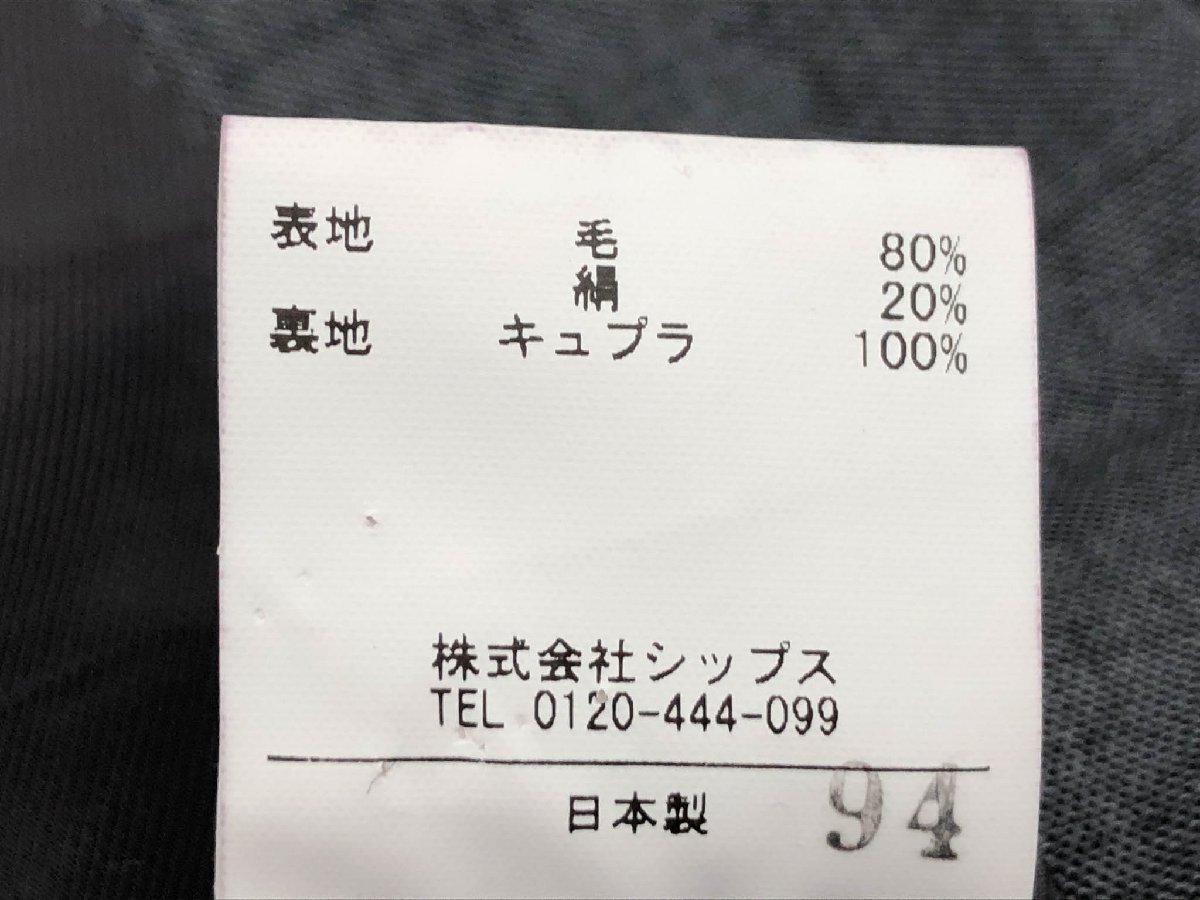 表地 毛 80%
絹 20%
裏地 キュプラ 100%
株式会社シップス
TEL 0120-444-099
日本製 94